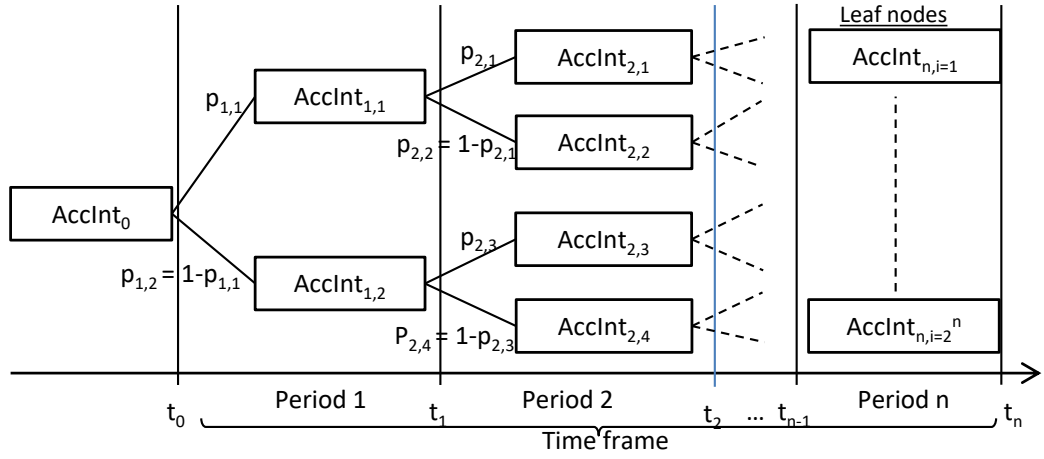 Leaf nodes
p2,1
AccInt2,1
AccIntn,i=1
p1,1
AccInt1,1
p2,2 = 1-p2,1
AccInt2,2
AccInt0
p2,3
AccInt2,3
p1,2 = 1-p1,1
AccInt1,2
P2,4 = 1-p2,3
AccInt2,4
AccIntn,i=2^n
t0
Period 1
t1
Period 2
t2
...
tn-1
Period n
tn
Time frame